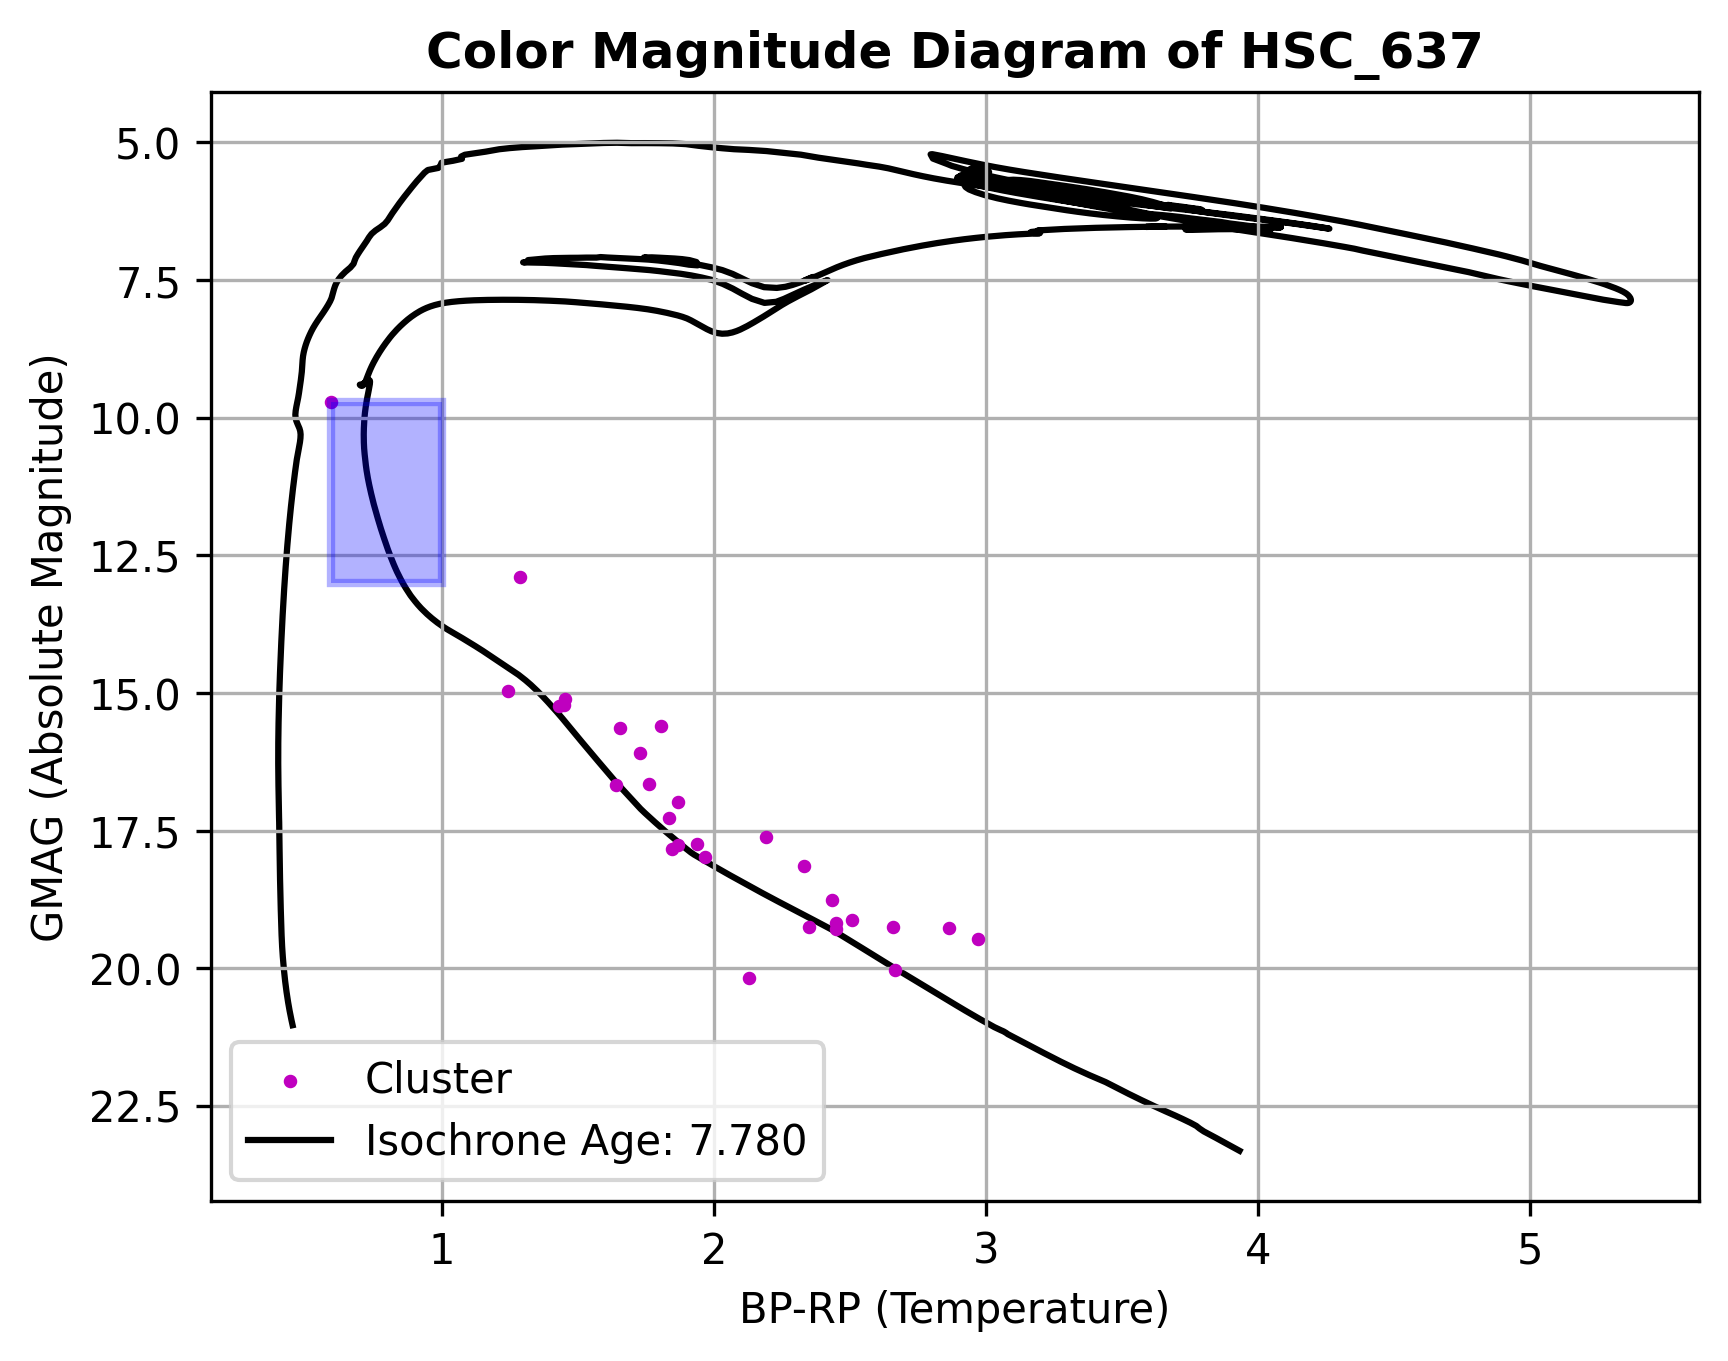 Color Magnitude Diagram of HSC_637
GMAG (Absolute Magnitude)
5.0
7.5
10.0
12.5
15.0
17.5
20.0
22.5
Cluster
Isochrone Age: 7.780
1 2 3 4 5
BP-RP (Temperature)